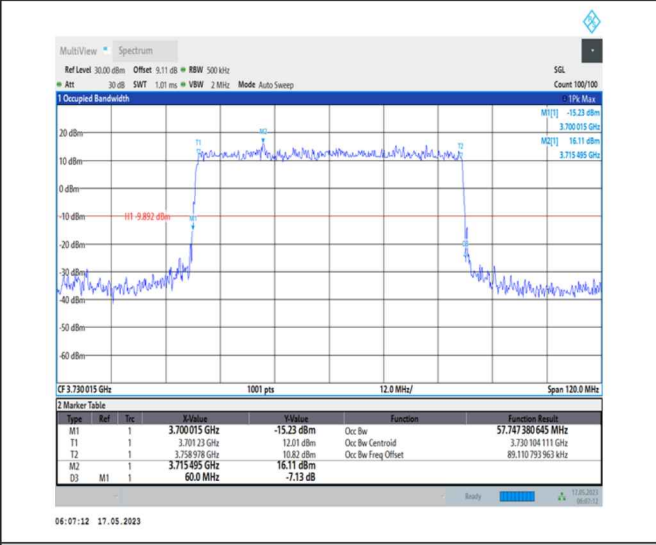 MultiView Spectrum
Ref Level 30.00 dBm Offset 9.11 dB RBW 500 kHz SGL
Att 30 dB SWT 1.01 ms VBW 2 MHz Mode Auto Sweep Count 100/100
1 Occupied Bandwidth 1Pk Max
M1[1] -15.23 dBm
3.700 015 GHz
M2[1] 16.11 dBm
3.715 495 GHz
20 dBm
M2
T1
T2
10 dBm
0 dBm
-10 dBm
H1 -9.892 dBm
M1
-20 dBm
-30 dBm
-40 dBm
-50 dBm
-60 dBm
CF 3.730 015 GHz 1001 pts 12.0 MHz/ Span 120.0 MHz
2 Marker Table
Type Ref Trc X-Value Y-Value Function Function Result
M1 1 3.700 015 GHz -15.23 dBm Occ Bw 57.747 380 645 MHz
T1 1 3.701 23 GHz 12.01 dBm Occ Bw Centroid 3.730 104 111 GHz
T2 1 3.758 978 GHz 10.82 dBm Occ Bw Freq Offset 89.110 793 963 kHz
M2 1 3.715 495 GHz 16.11 dBm
D3 M1 1 60.0 MHz -7.13 dB
Ready 17.05.2023
06:07:12
06:07:12 17.05.2023